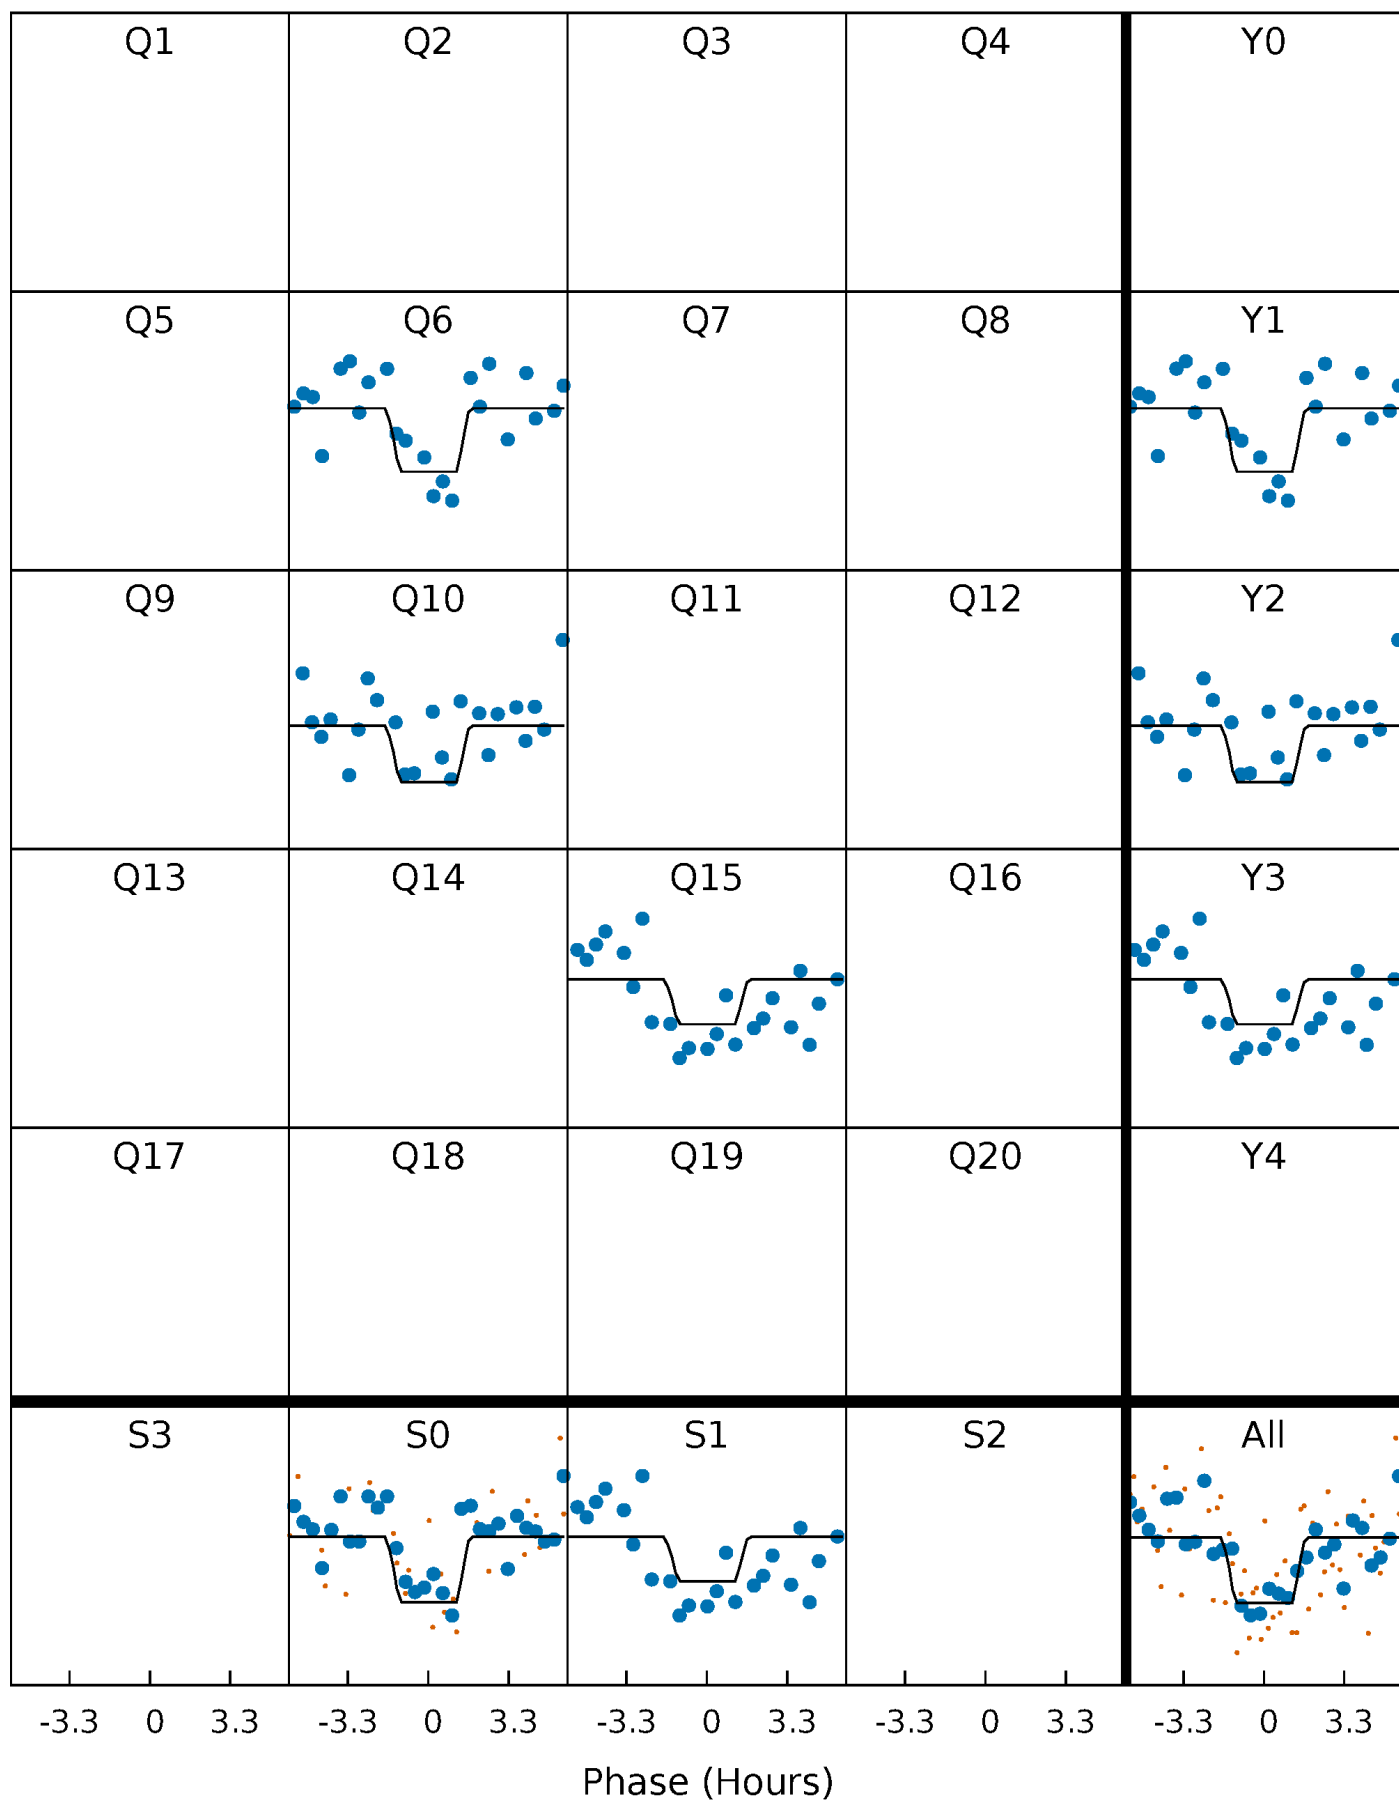 Q1 Q2 Q3 Q4 Y0
Q5 Q6 Q7 Q8 Y1
Q9 Q10 Q11 Q12 Y2
Q13 Q14 Q15 Q16 Y3
Q17 Q18 Q19 Q20 Y4
S3 S0 S1 S2 All
-3.3 0 3.3 -3.3 0 3.3 -3.3 0 3.3 -3.3 0 3.3 -3.3 0 3.3
Phase (Hours)